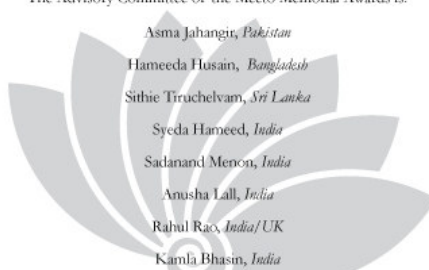 The Advisory Committee of the Meeto Memorial Awards is:
Asma Jahangir, Pakistan
Hameeda Husain, Bangladesh
Sithie Tiruchelvam, Sri Lanka
Syeda Hameed, India
Sadanand Menon, India
Anusha Lall, India
Rahul Rao, India/UK
Kamla Bhasin, India